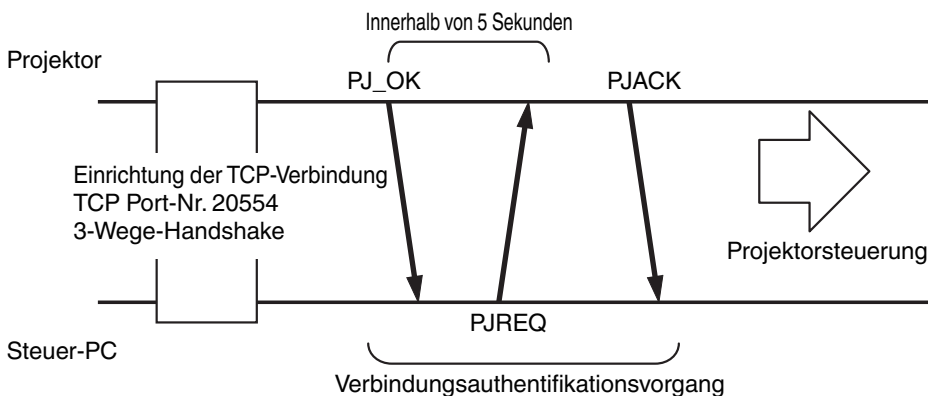 Innerhalb von 5 Sekunden
Projektor
PJ_OK
PJACK
Einrichtung der TCP-Verbindung
TCP Port-Nr. 20554
3-Wege-Handshake
Projektorsteuerung
PJREQ
Steuer-PC
Verbindungsauthentifikationsvorgang